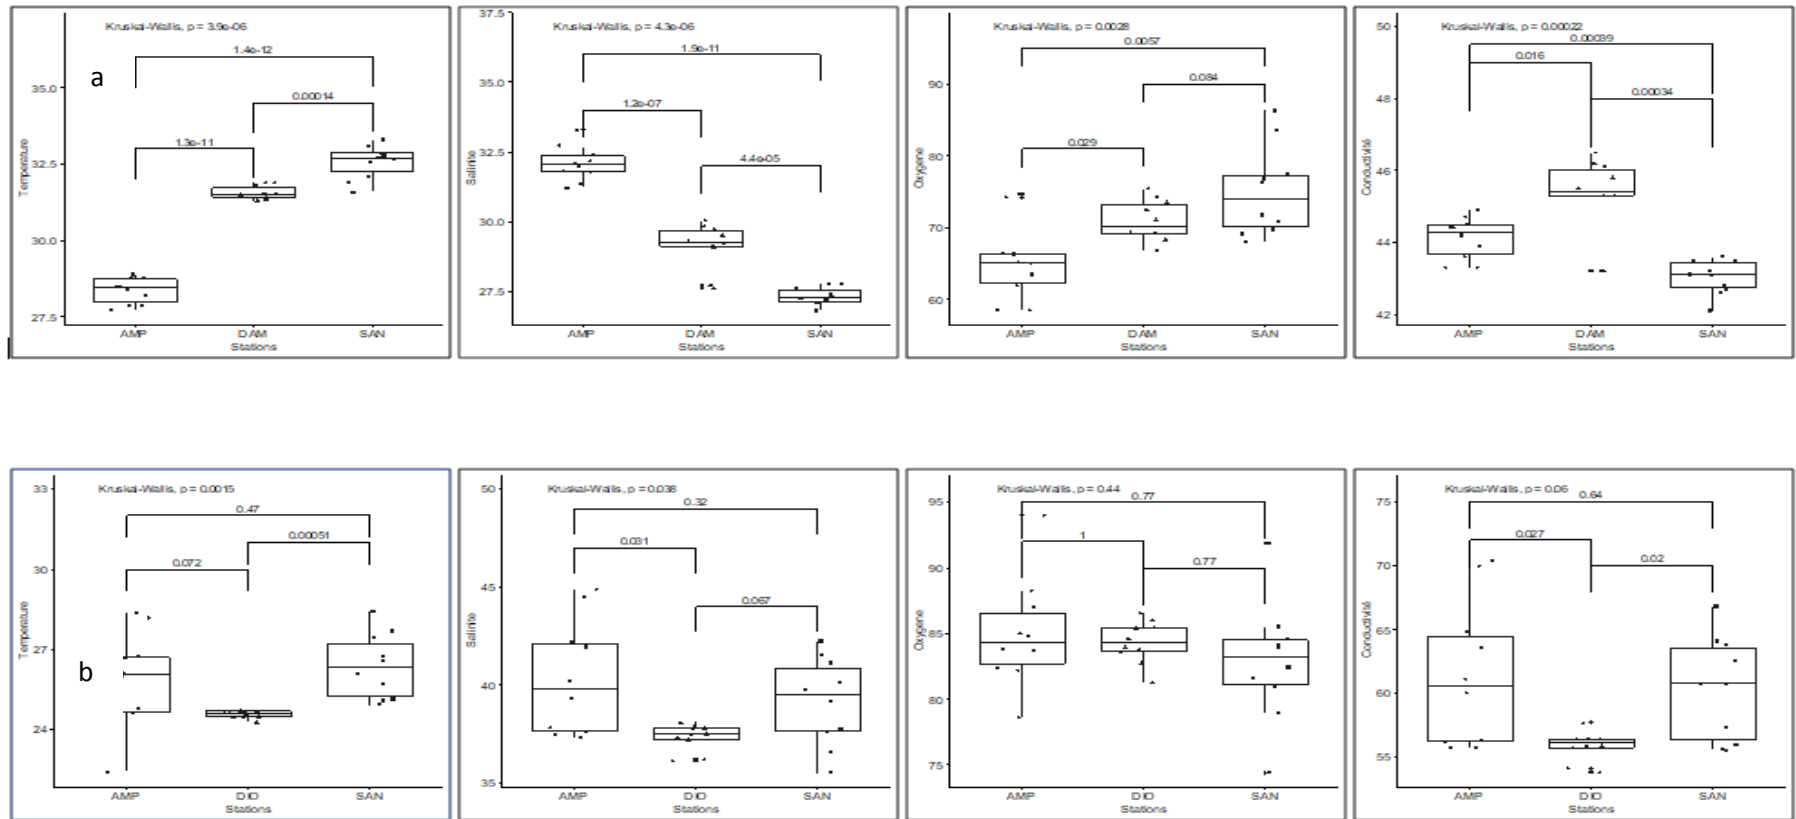 a
Kruskal-Wallis, p = 3.9e-06
1.4e-12
0.00014
1.3e-11
Temperature
35.0
32.5
30.0
27.5
AMP DAM SAN
Stations
Kruskal-Wallis, p = 4.3e-06
1.9e-11
1.2e-07
4.4e-05
Salinite
37.5
35.0
32.5
30.0
27.5
AMP DAM SAN
Stations
Kruskal-Wallis, p = 0.0028
0.0057
0.084
0.029
Oxygene
90
80
70
60
AMP DAM SAN
Stations
Kruskal-Wallis, p = 0.00022
0.00039
0.016
0.00034
Conductivité
50
48
46
44
42
AMP DAM SAN
Stations
b
Kruskal-Wallis, p = 0.0015
0.47
0.00051
0.072
Temperature
33
30
27
24
AMP DIO SAN
Stations
Kruskal-Wallis, p = 0.038
0.32
0.031
0.067
Salinite
50
45
40
35
AMP DIO SAN
Stations
Kruskal-Wallis, p = 0.44
0.77
1
0.77
Oxygene
95
90
85
80
75
AMP DIO SAN
Stations
Kruskal-Wallis, p = 0.06
0.64
0.027
0.02
Conductivité
75
70
65
60
55
AMP DIO SAN
Stations